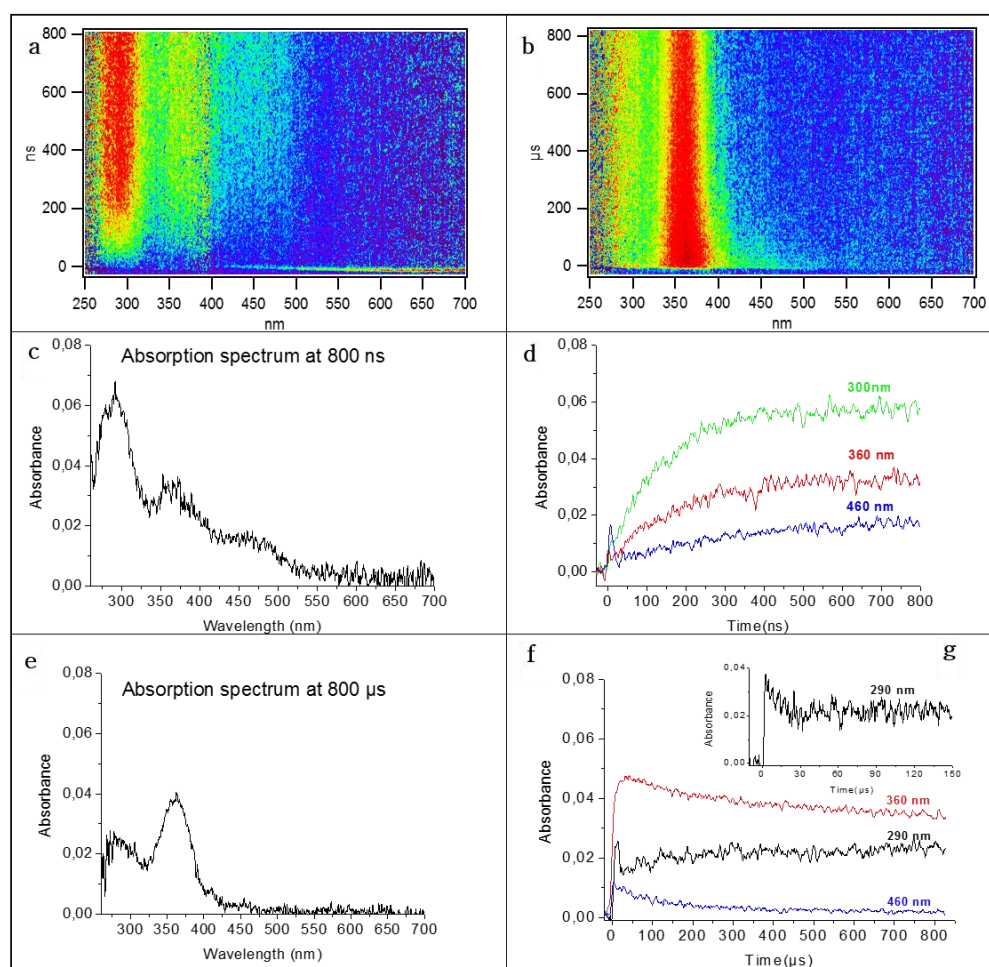 a
800
600
400
200
0
ns
250 300 350 400 450 500 550 600 650 700
nm
b
800
600
400
200
0
µs
250 300 350 400 450 500 550 600 650 700
nm
c
Absorption spectrum at 800 ns
0,08
0,06
0,04
0,02
0,00
Absorbance
300 350 400 450 500 550 600 650 700
Wavelength (nm)
d
0,08
0,06
0,04
0,02
0,00
Absorbance
300nm
360 nm
460 nm
0 100 200 300 400 500 600 700 800
Time(ns)
e
Absorption spectrum at 800 µs
0,08
0,06
0,04
0,02
0,00
Absorbance
300 350 400 450 500 550 600 650 700
Wavelength (nm)
f
0,08
0,06
0,04
0,02
0,00
Absorbance
360 nm
290 nm
460 nm
0 100 200 300 400 500 600 700 800
Time(µs)
g
0,04
0,02
0,00
Absorbance
290 nm
0 30 60 90 120 150
Time(µs)